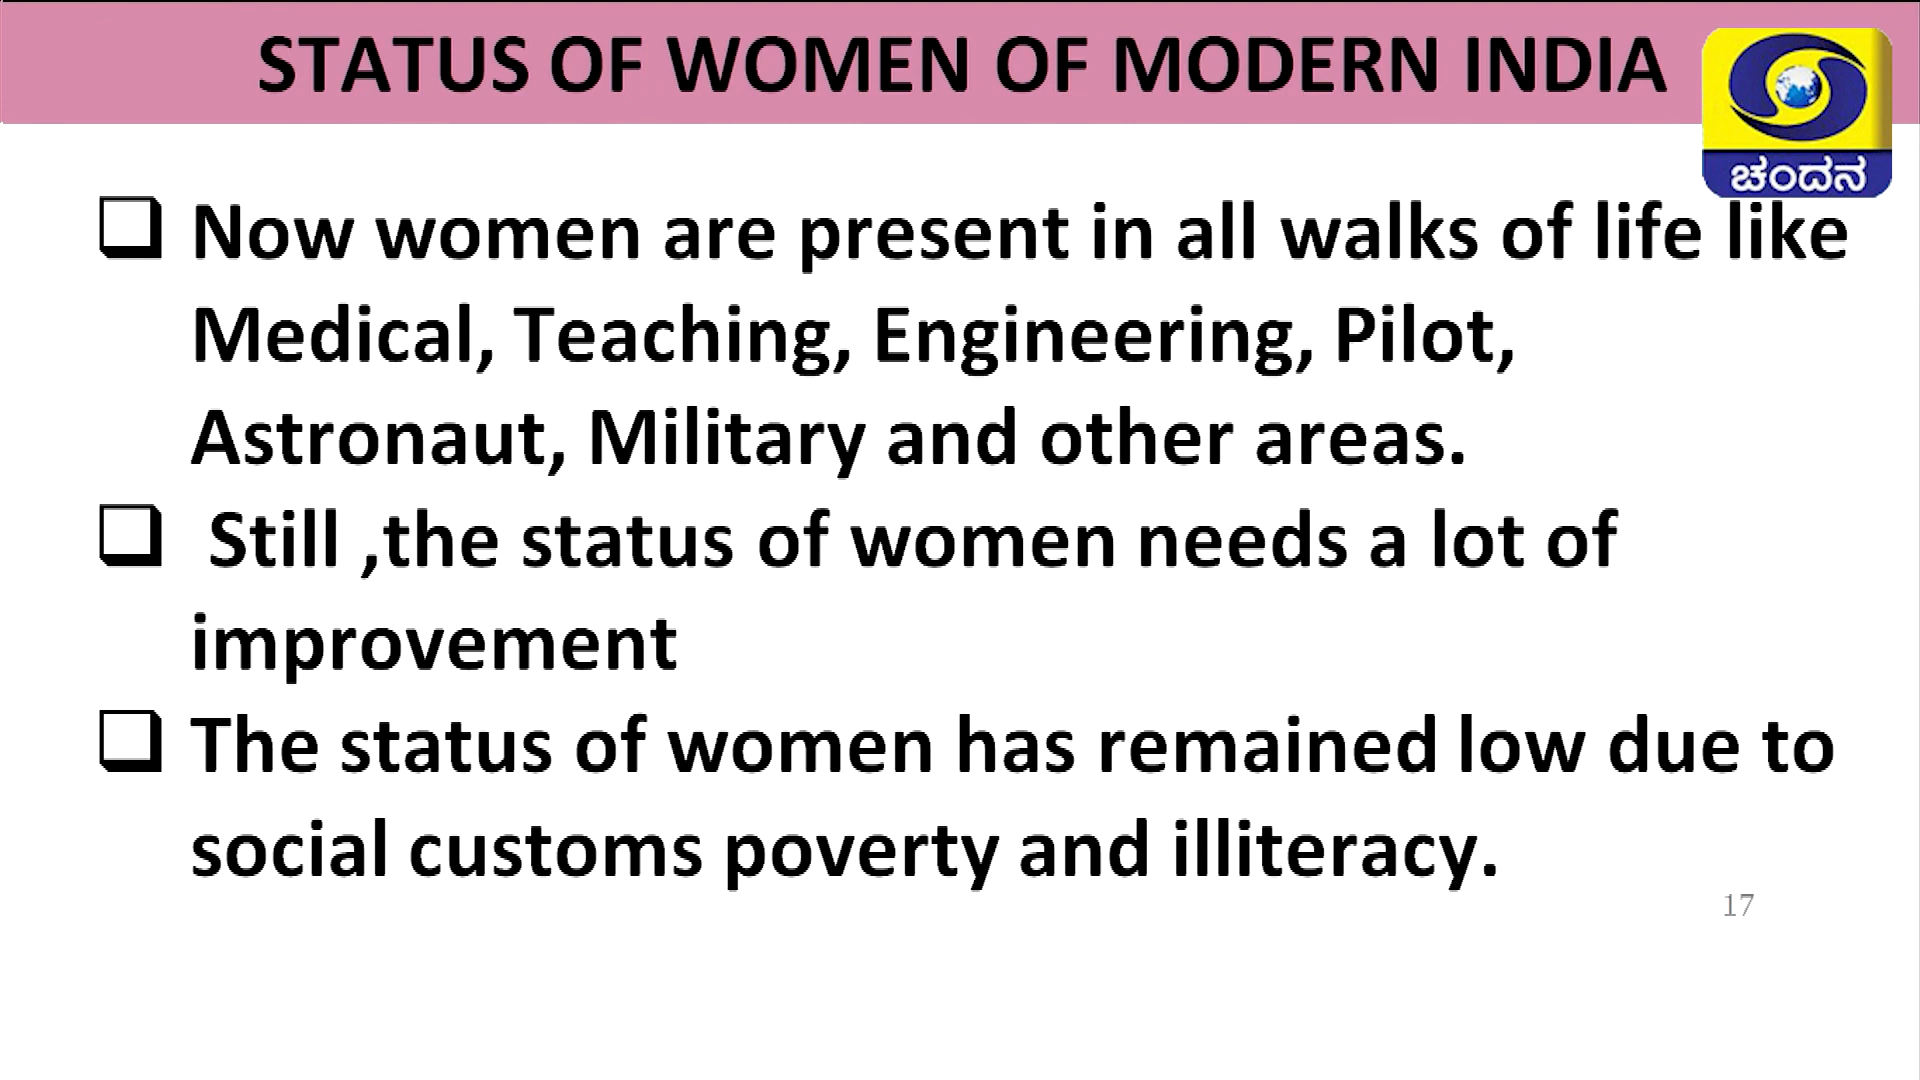 STATUS OF WOMEN OF MODERN INDIA
ಚಂದನ
Now women are present in all walks of life like
Medical, Teaching, Engineering, Pilot,
Astronaut, Military and other areas.
Still ,the status of women needs a lot of
improvement
The status of women has remained low due to
social customs poverty and illiteracy.
17